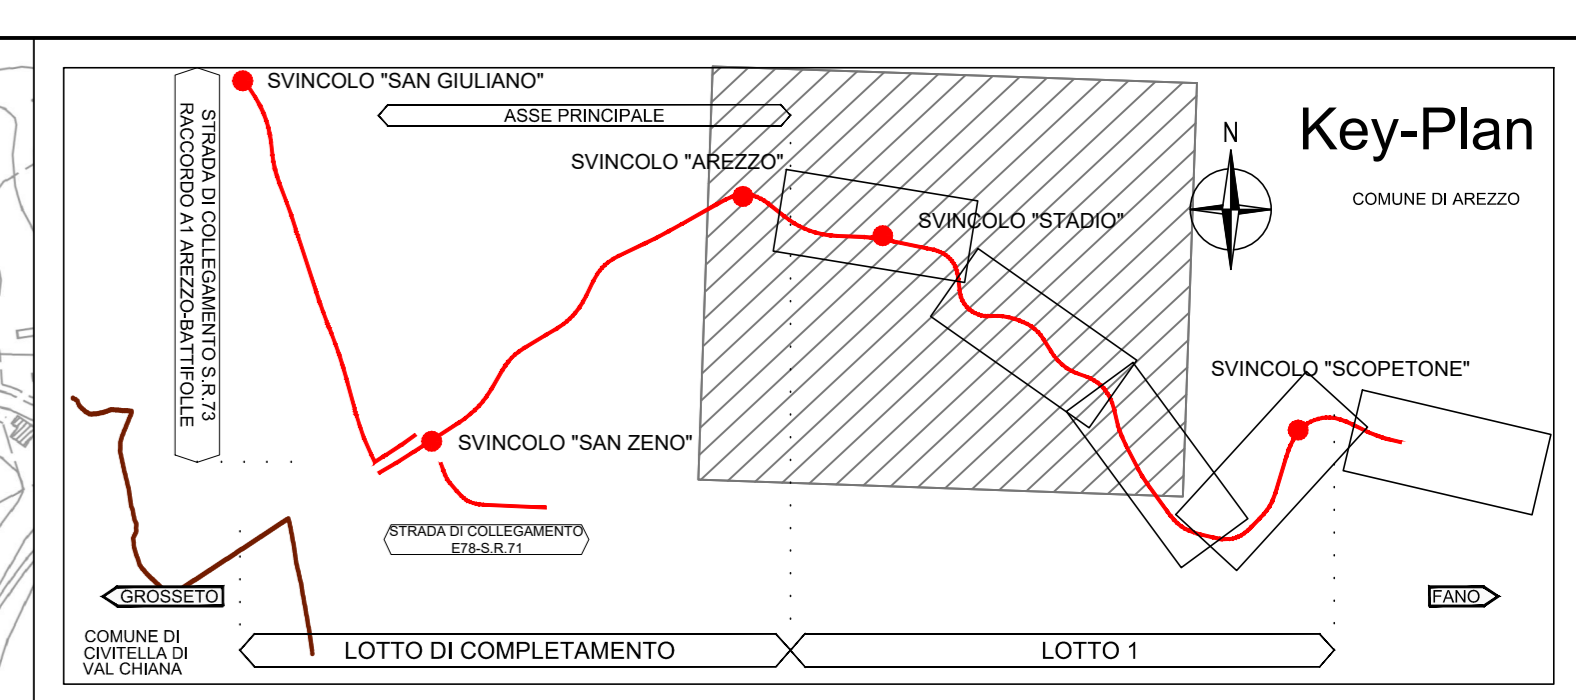 SVINCOLO "SAN GIULIANO"
ASSE PRINCIPALE
Key-Plan
N
SVINCOLO "AREZZO"
COMUNE DI AREZZO
SVINCOLO "STADIO"
STRADA DI COLLEGAMENTO S.R.73
RACCORDO A1 AREZZO-BATTIFOLLE
SVINCOLO "SCOPETONE"
SVINCOLO "SAN ZENO"
STRADA DI COLLEGAMENTO
E78-S.R.71
GROSSETO
FANO
COMUNE DI
CIVITELLA DI
VAL CHIANA
LOTTO DI COMPLETAMENTO
LOTTO 1